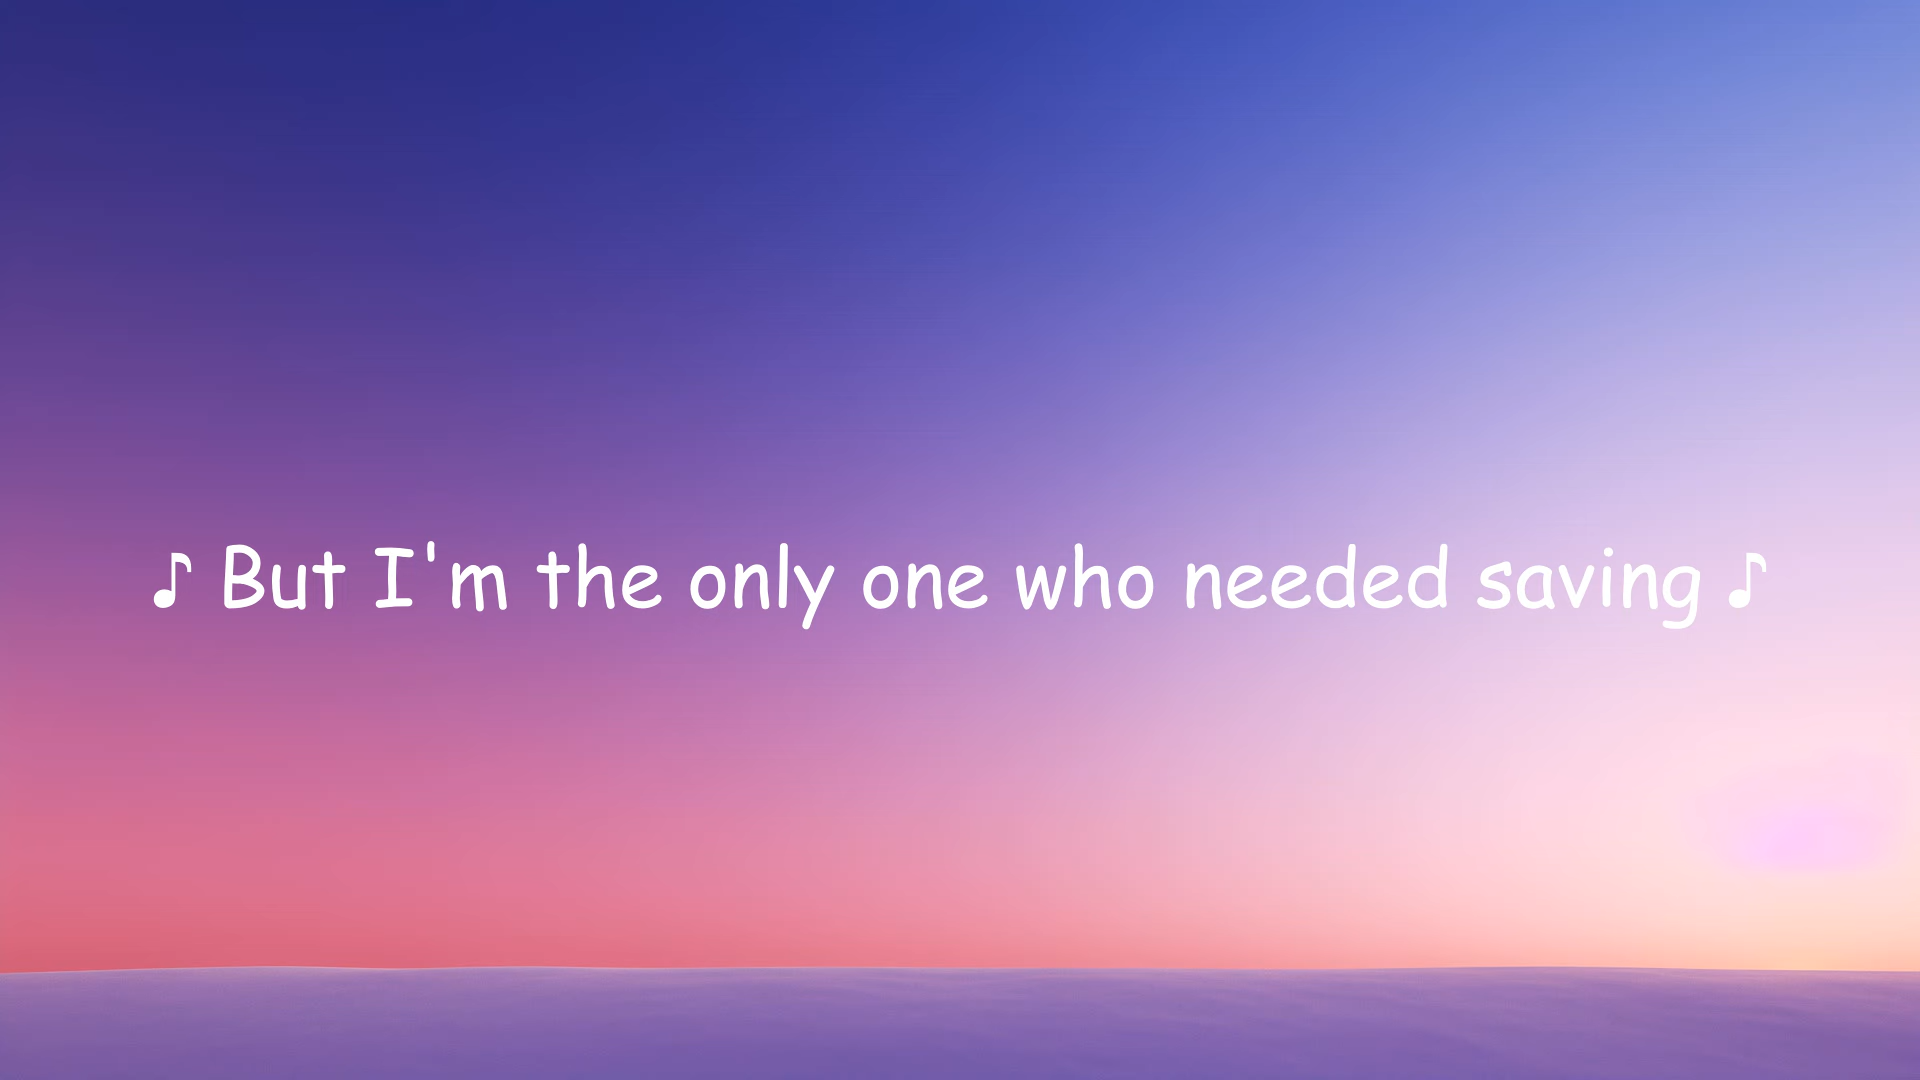 ♪ But I'm the only one who needed saving ♪